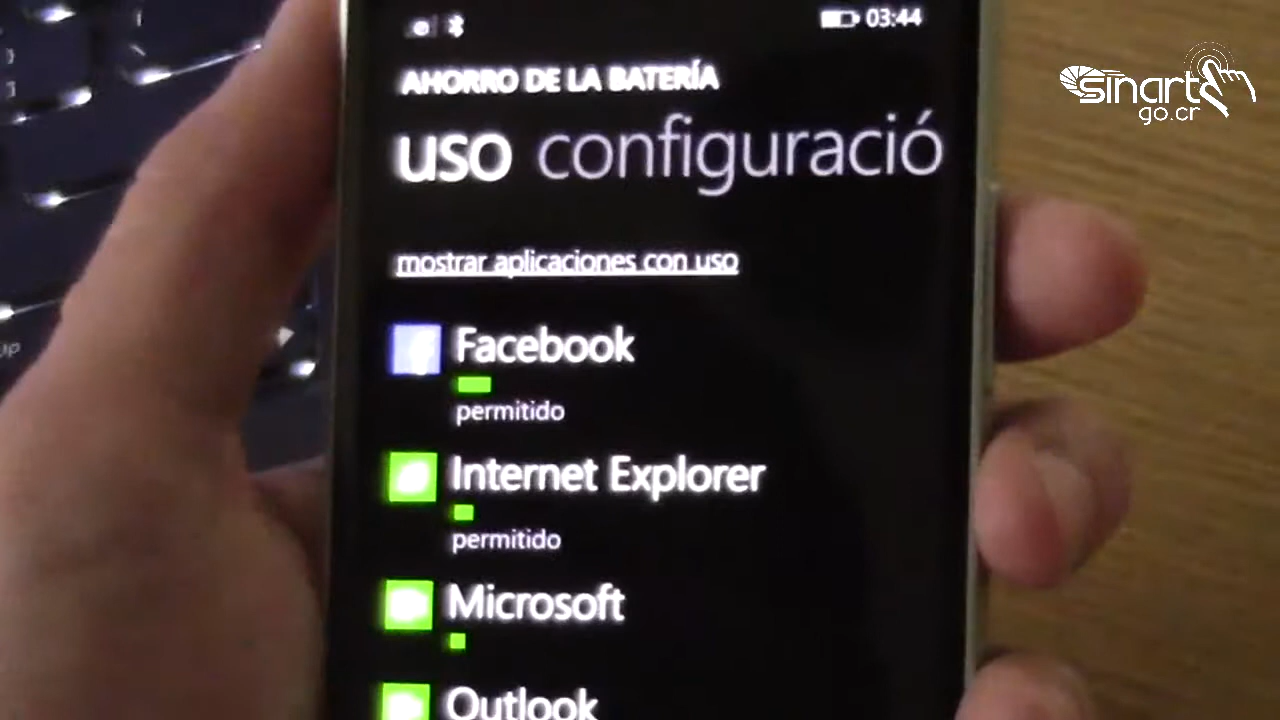 03:44
AHORRO DE LA BATERÍA
uso configuració
mostrar aplicaciones con uso
Facebook
permitido
Internet Explorer
permitido
Microsoft
Outlook
sinart
go.cr
UP